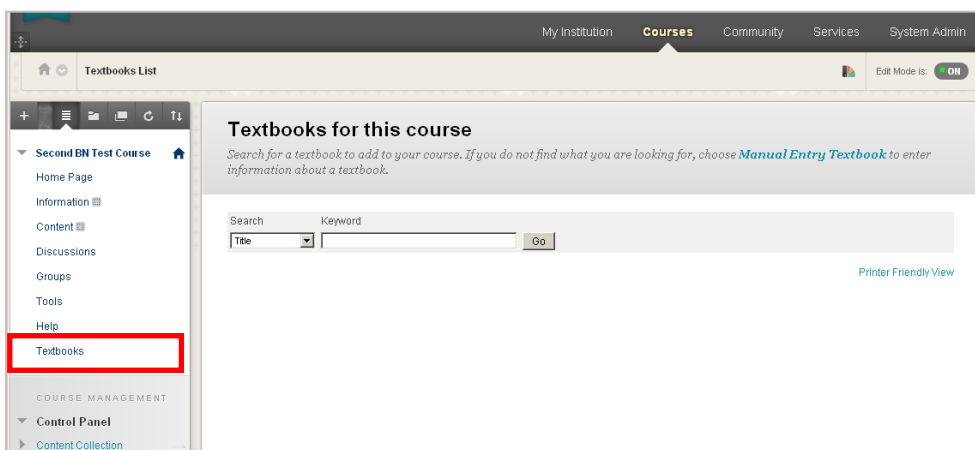 My Institution Courses Community Services System Admin
Textbooks List Edit Mode is: ON
Second BN Test Course
Home Page
Information
Content
Discussions
Groups
Tools
Help
Textbooks
COURSE MANAGEMENT
Control Panel
Content Collection
Textbooks for this course
Search for a textbook to add to your course. If you do not find what you are looking for, choose Manual Entry Textbook to enter
information about a textbook.
Search Keyword
Title Go
Printer Friendly View